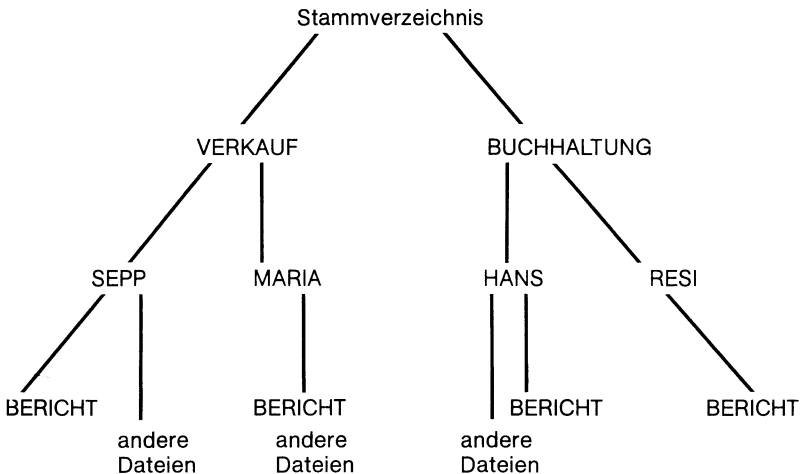 Stammverzeichnis
VERKAUF BUCHHALTUNG
SEPP MARIA HANS RESI
BERICHT BERICHT BERICHT BERICHT
andere andere andere
Dateien Dateien Dateien